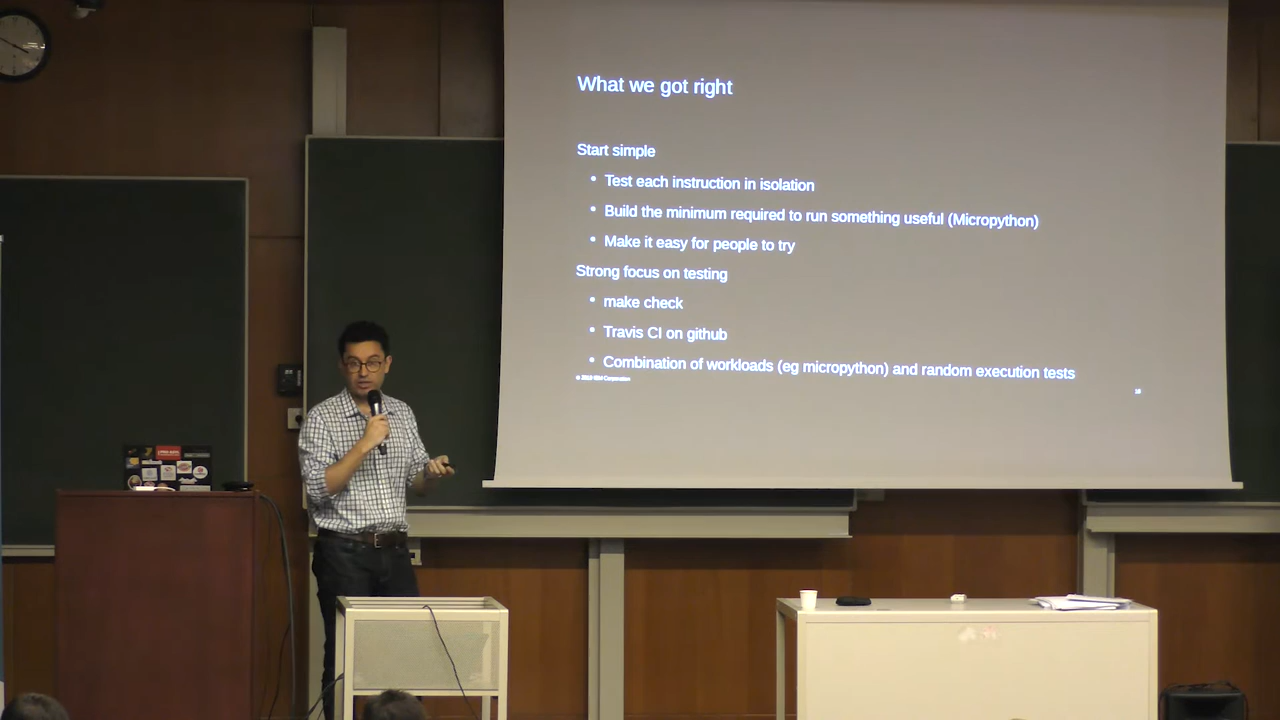 What we got right
Start simple
• Test each instruction in isolation
• Build the minimum required to run something useful (Micropython)
• Make it easy for people to try
Strong focus on testing
• make check
• Travis CI on github
• Combination of workloads (eg micropython) and random execution tests